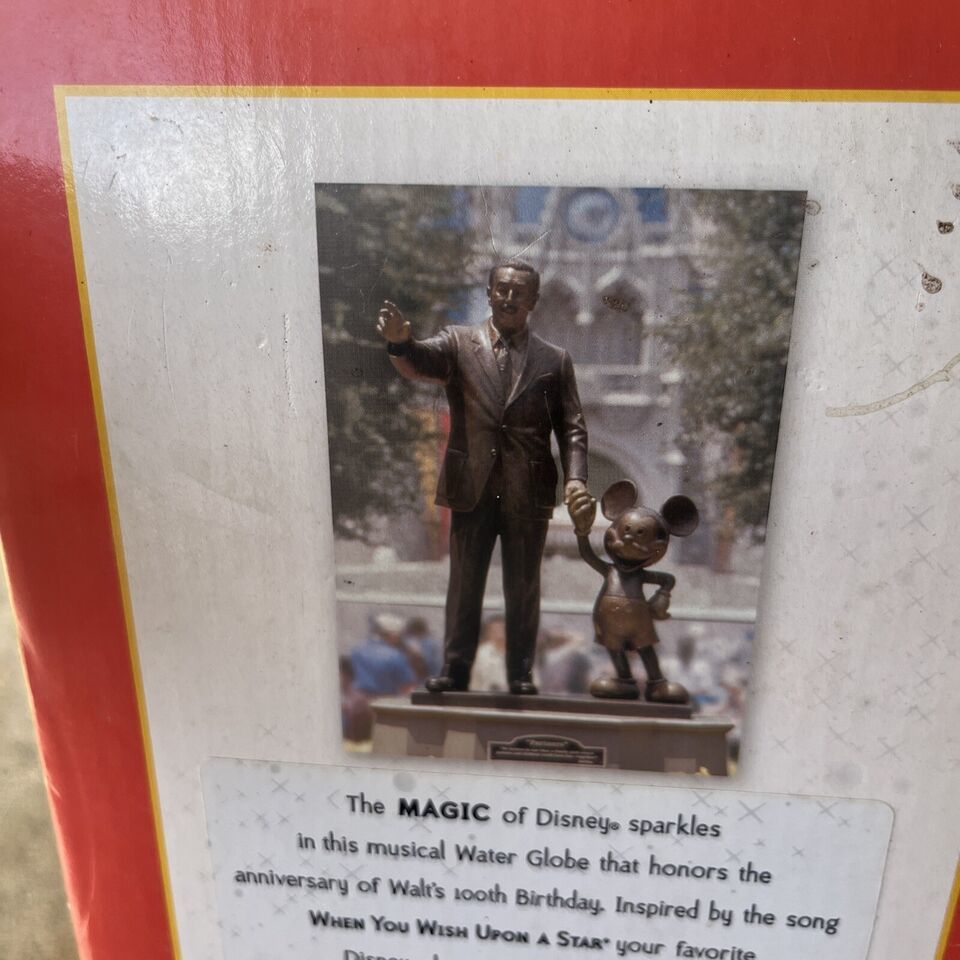 "Partners"
The MAGIC of Disney® sparkles
in this musical Water Globe that honors the
anniversary of Walt's 100th Birthday. Inspired by the song
WHEN YOU WISH UPON A STAR* your favorite